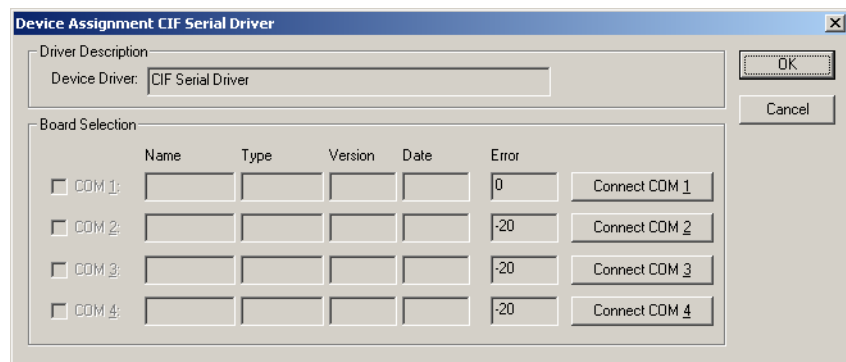 Device Assignment CIF Serial Driver
Driver Description
Device Driver: CIF Serial Driver
OK
Cancel
Board Selection
Name Type Version Date Error
COM 1: 0 Connect COM 1
COM 2: -20 Connect COM 2
COM 3: -20 Connect COM 3
COM 4: -20 Connect COM 4